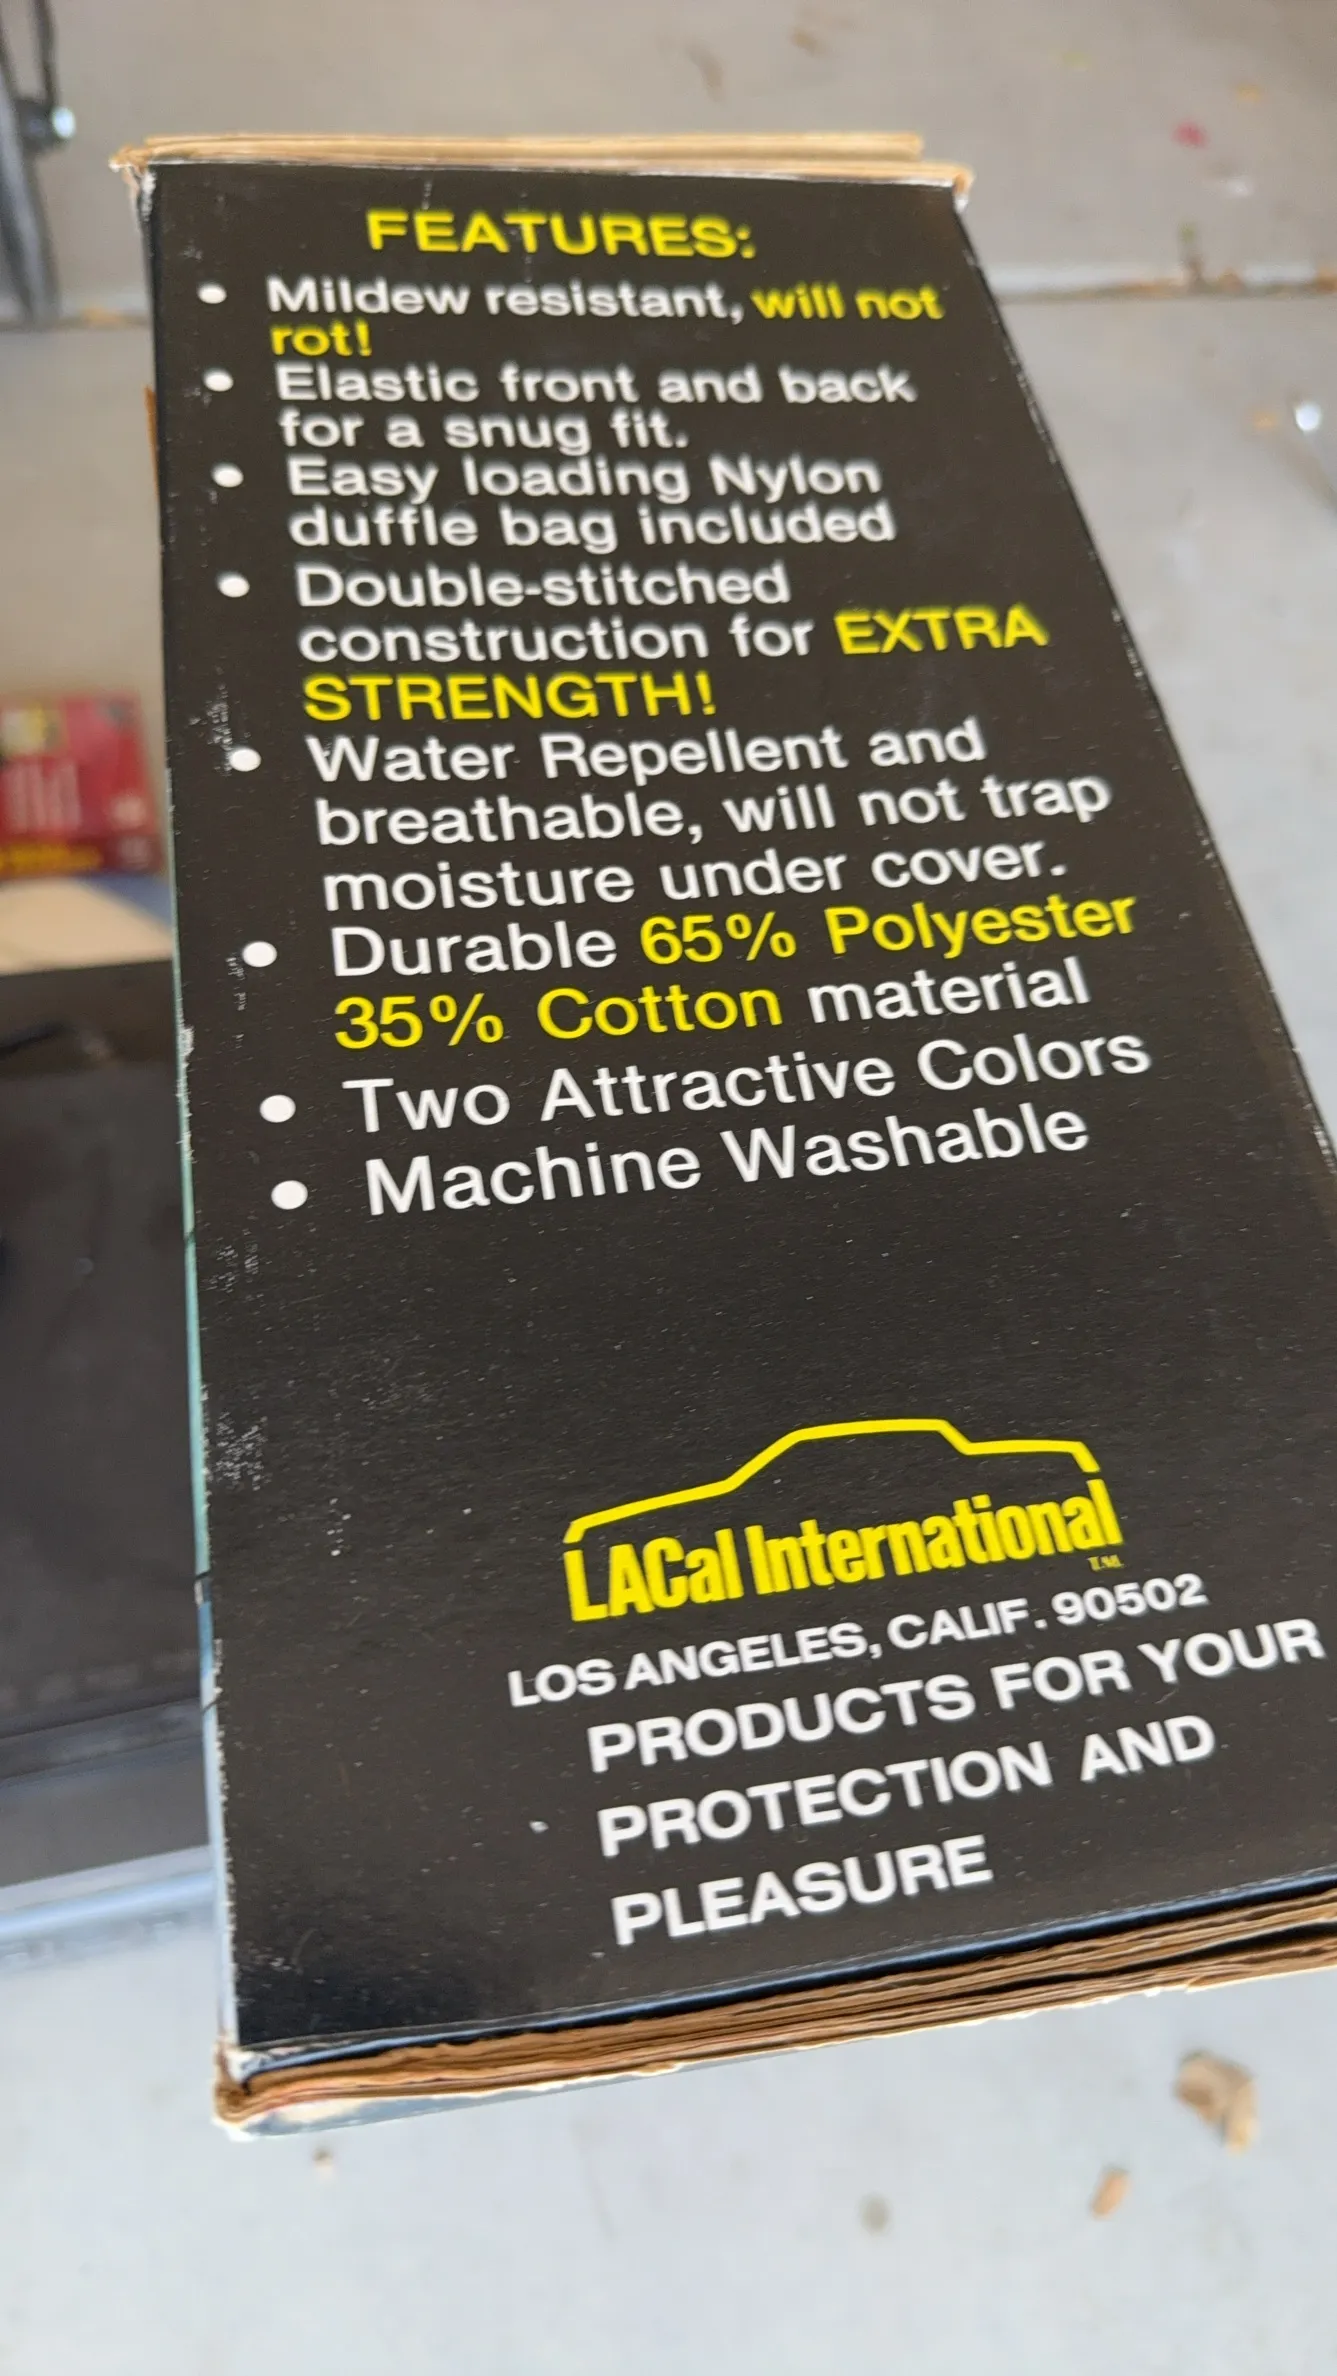 FEATURES:
• Mildew resistant, will not
rot!
• Elastic front and back
for a snug fit.
• Easy loading Nylon
duffle bag included
• Double-stitched
construction for EXTRA
STRENGTH!
• Water Repellent and
breathable, will not trap
moisture under cover.
• Durable 65% Polyester
35% Cotton material
• Two Attractive Colors
• Machine Washable
LACal International
T.M.
LOS ANGELES, CALIF. 90502
PRODUCTS FOR YOUR
PROTECTION AND
PLEASURE